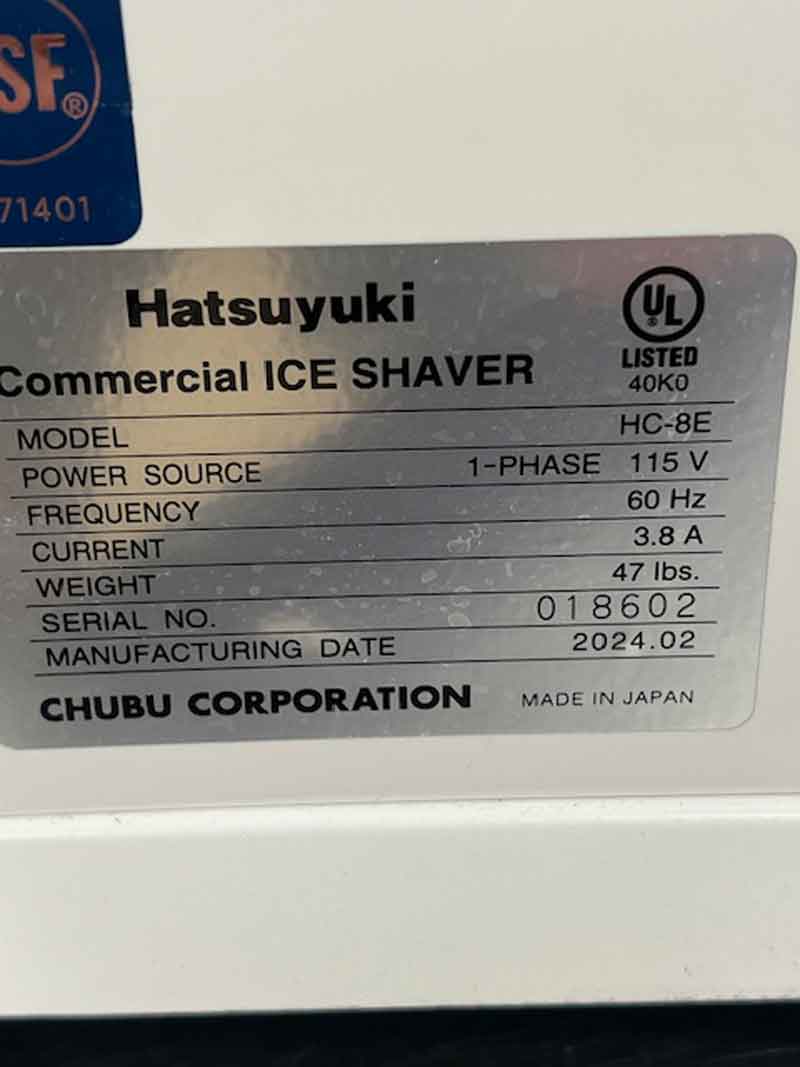 SF®
71401
Hatsuyuki
UL®
LISTED
40K0
Commercial ICE SHAVER
MODEL HC-8E
POWER SOURCE 1-PHASE 115 V
FREQUENCY 60 Hz
CURRENT 3.8 A
WEIGHT 47 lbs.
SERIAL NO. 018602
MANUFACTURING DATE 2024.02
CHUBU CORPORATION MADE IN JAPAN